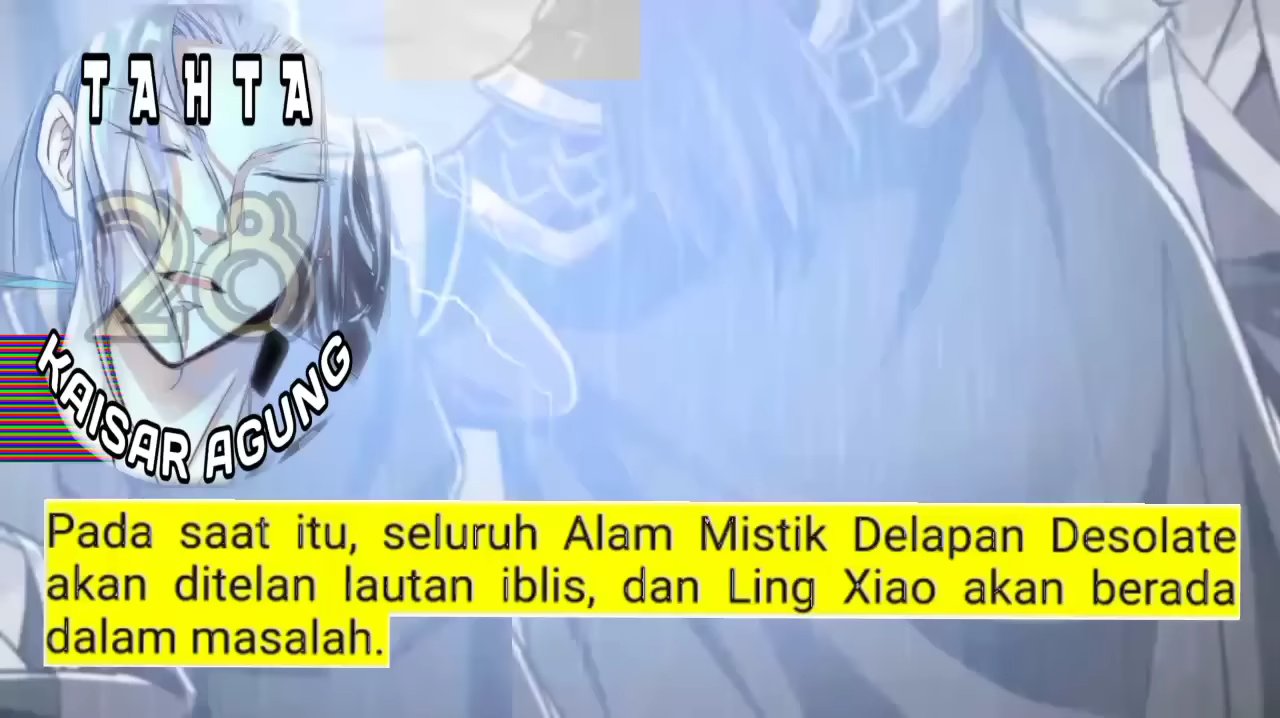 TAHTA
28
KAISAR AGUNG
Pada saat itu, seluruh Alam Mistik Delapan Desolate
akan ditelan lautan iblis, dan Ling Xiao akan berada
dalam masalah.